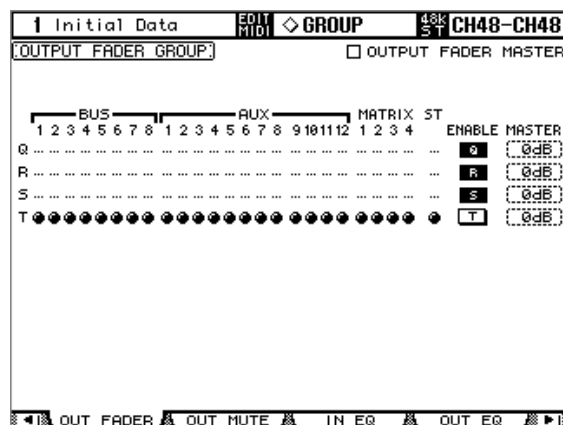 1 Initial Data EDIT MIDI ◇GROUP 48K ST CH48-CH48
OUTPUT FADER GROUP OUTPUT FADER MASTER
BUS AUX MATRIX ST
1 2 3 4 5 6 7 8 1 2 3 4 5 6 7 8 9 10 11 12 1 2 3 4 ENABLE MASTER
Q Q 0dB
R R 0dB
S S 0dB
T T 0dB
OUT FADER OUT MUTE IN EQ OUT EQ